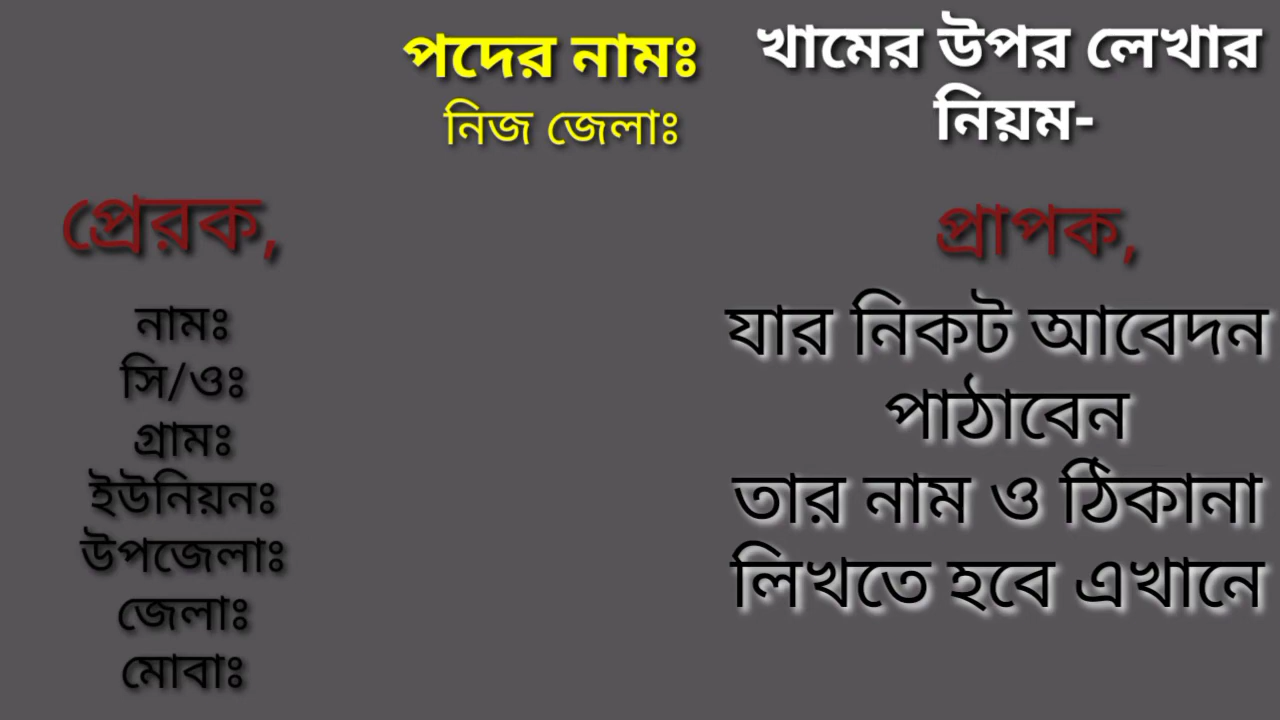 পদের নামঃ
নিজ জেলাঃ
খামের উপর লেখার
নিয়ম-
প্রেরক,
নামঃ
সি/ওঃ
গ্রামঃ
ইউনিয়নঃ
উপজেলাঃ
জেলাঃ
মোবাঃ
প্রাপক,
যার নিকট আবেদন
পাঠাবেন
তার নাম ও ঠিকানা
লিখতে হবে এখানে